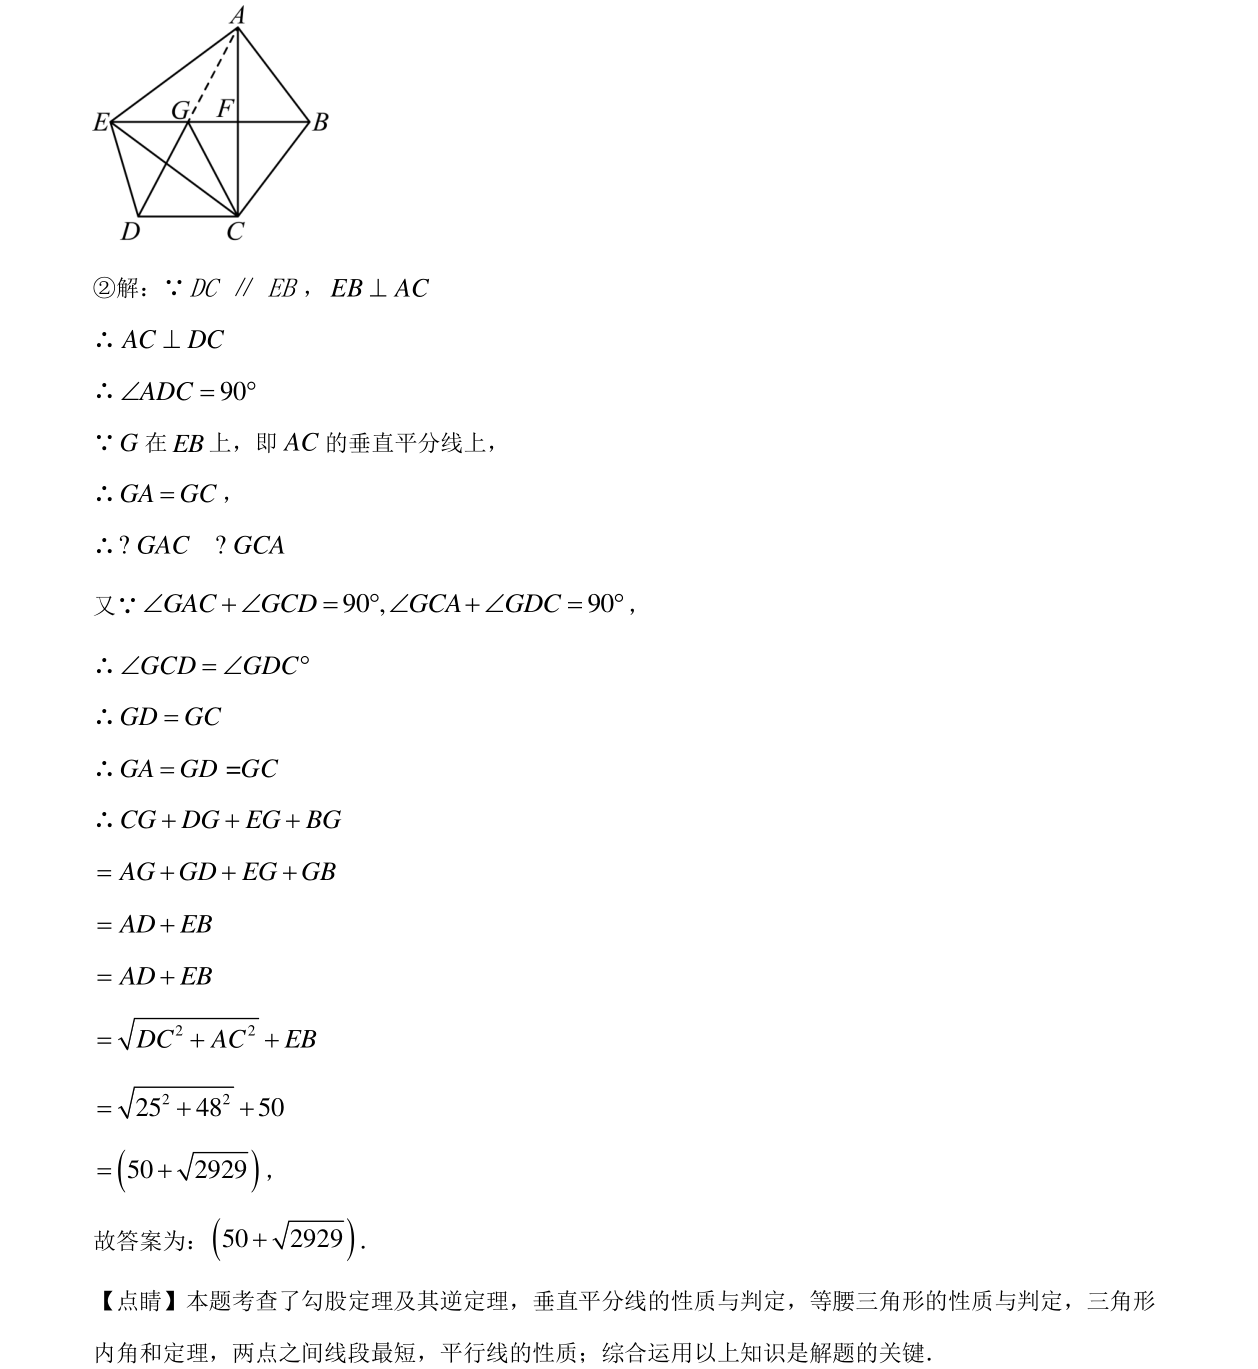 A
E G F B
D C
②解：∵DC // EB，EB⊥AC
∴AC⊥DC
∴∠ADC=90°
∵G在EB上，即AC的垂直平分线上，
∴GA=GC，
∴?GAC ?GCA
又∵∠GAC+∠GCD=90°,∠GCA+∠GDC=90°，
∴∠GCD=∠GDC°
∴GD=GC
∴GA=GD=GC
∴CG+DG+EG+BG
=AG+GD+EG+GB
=AD+EB
=AD+EB
=√(DC²+AC²)+EB
=√(25²+48²)+50
=(50+√2929)，
故答案为：(50+√2929)．
【点睛】本题考查了勾股定理及其逆定理，垂直平分线的性质与判定，等腰三角形的性质与判定，三角形
内角和定理，两点之间线段最短，平行线的性质；综合运用以上知识是解题的关键．